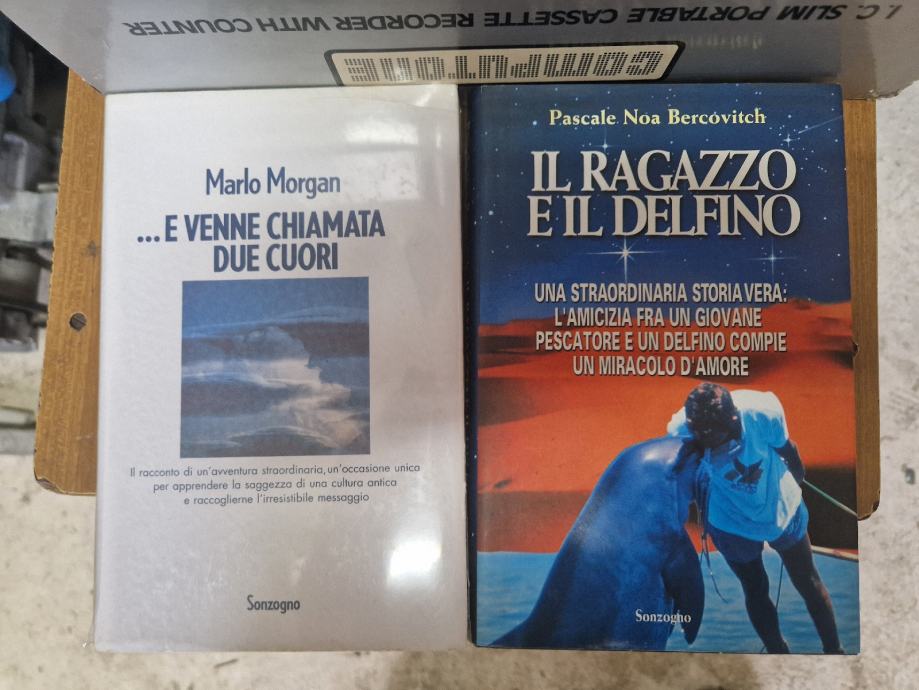 I. C. SLIM PORTABLE CASSETTE RECORDER WITH COUNTER
COMPUTONE
Marlo Morgan
...E VENNE CHIAMATA
DUE CUORI
Il racconto di un'avventura straordinaria, un'occasione unica
per apprendere la saggezza di una cultura antica
e raccoglierne l'irresistibile messaggio
Sonzogno
Pascale Noa Bercovitch
IL RAGAZZO
E IL DELFINO
UNA STRAORDINARIA STORIA VERA:
L'AMICIZIA FRA UN GIOVANE
PESCATORE E UN DELFINO COMPIE
UN MIRACOLO D'AMORE
Sonzogno